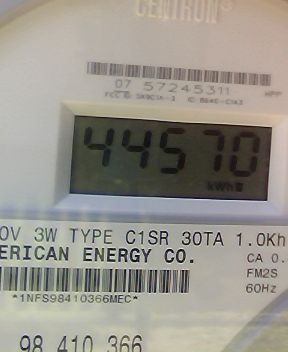 CENTRON®
07 57245311
44570
kWh
0V 3W TYPE C1SR 30TA 1.0Kh
ERICAN ENERGY CO.
CA 0.
FM2S
*1NFS98410366MEC*
60Hz
98 410 366